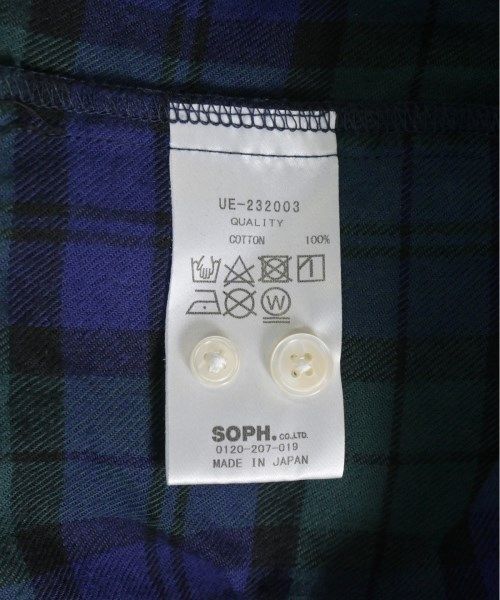 UE-232003
QUALITY
COTTON 100%
W
SOPH. CO.,LTD.
0120-207-019
MADE IN JAPAN